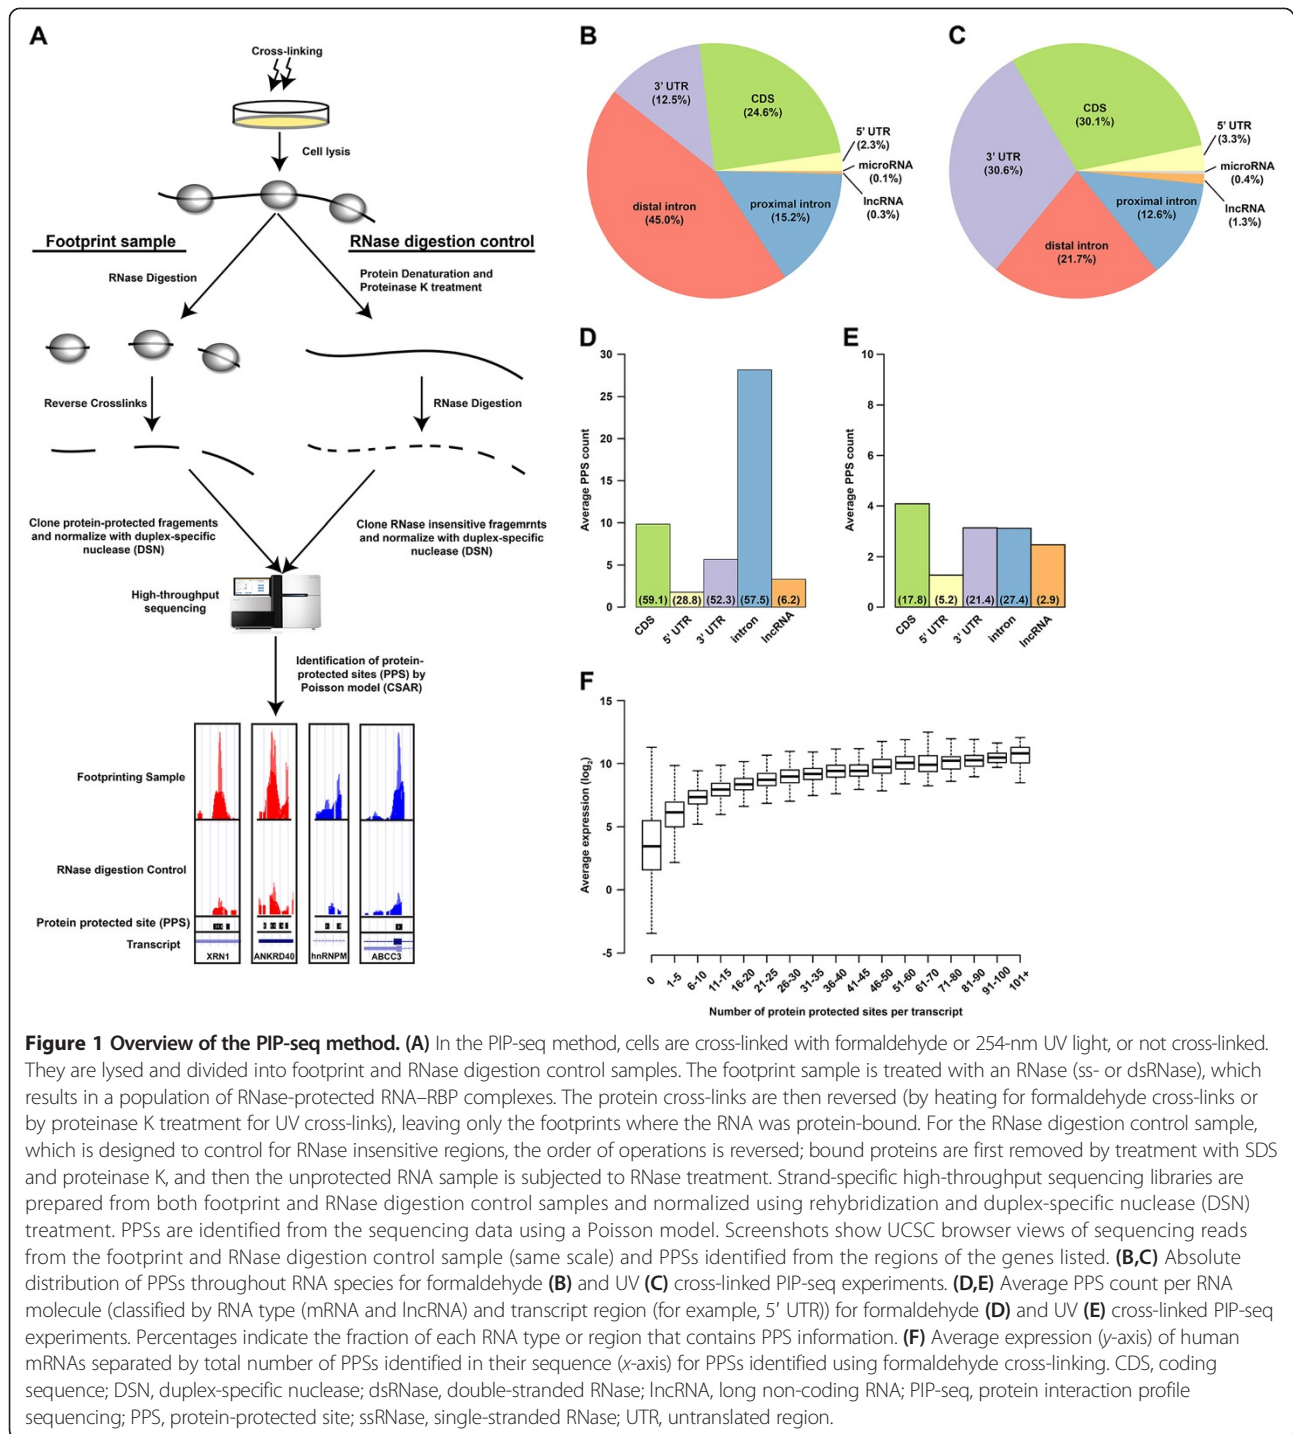 A
Cross-linking
Cell lysis
Footprint sample
RNase digestion control
RNase Digestion
Protein Denaturation and
Proteinase K treatment
Reverse Crosslinks
RNase Digestion
Clone protein-protected fragements
and normalize with duplex-specific
nuclease (DSN)
Clone RNase insensitive fragemrnts
and normalize with duplex-specific
nuclease (DSN)
High-throughput
sequencing
Identification of protein-
protected sites (PPS) by
Poisson model (CSAR)
Footprinting Sample
RNase digestion Control
Protein protected site (PPS)
Transcript
XRN1
ANKRD40
hnRNPM
ABCC3
B
3' UTR
(12.5%)
CDS
(24.6%)
5' UTR
(2.3%)
microRNA
(0.1%)
lncRNA
(0.3%)
proximal intron
(15.2%)
distal intron
(45.0%)
C
CDS
(30.1%)
5' UTR
(3.3%)
microRNA
(0.4%)
lncRNA
(1.3%)
3' UTR
(30.6%)
proximal intron
(12.6%)
distal intron
(21.7%)
D
Average PPS count
30
25
20
15
10
5
0
(59.1)
(28.8)
(52.3)
(57.5)
(6.2)
CDS
5' UTR
3' UTR
intron
lncRNA
E
Average PPS count
10
8
6
4
2
0
(17.8)
(5.2)
(21.4)
(27.4)
(2.9)
CDS
5' UTR
3' UTR
intron
lncRNA
F
Average expression (log2)
15
10
5
0
-5
0
1-5
6-10
11-15
16-20
21-25
26-30
31-35
36-40
41-45
46-50
51-60
61-70
71-80
81-90
91-100
101+
Number of protein protected sites per transcript
Figure 1 Overview of the PIP-seq method. (A) In the PIP-seq method, cells are cross-linked with formaldehyde or 254-nm UV light, or not cross-linked.
They are lysed and divided into footprint and RNase digestion control samples. The footprint sample is treated with an RNase (ss- or dsRNase), which
results in a population of RNase-protected RNA–RBP complexes. The protein cross-links are then reversed (by heating for formaldehyde cross-links or
by proteinase K treatment for UV cross-links), leaving only the footprints where the RNA was protein-bound. For the RNase digestion control sample,
which is designed to control for RNase insensitive regions, the order of operations is reversed; bound proteins are first removed by treatment with SDS
and proteinase K, and then the unprotected RNA sample is subjected to RNase treatment. Strand-specific high-throughput sequencing libraries are
prepared from both footprint and RNase digestion control samples and normalized using rehybridization and duplex-specific nuclease (DSN)
treatment. PPSs are identified from the sequencing data using a Poisson model. Screenshots show UCSC browser views of sequencing reads
from the footprint and RNase digestion control sample (same scale) and PPSs identified from the regions of the genes listed. (B,C) Absolute
distribution of PPSs throughout RNA species for formaldehyde (B) and UV (C) cross-linked PIP-seq experiments. (D,E) Average PPS count per RNA
molecule (classified by RNA type (mRNA and lncRNA) and transcript region (for example, 5′ UTR)) for formaldehyde (D) and UV (E) cross-linked PIP-seq
experiments. Percentages indicate the fraction of each RNA type or region that contains PPS information. (F) Average expression (y-axis) of human
mRNAs separated by total number of PPSs identified in their sequence (x-axis) for PPSs identified using formaldehyde cross-linking. CDS, coding
sequence; DSN, duplex-specific nuclease; dsRNase, double-stranded RNase; lncRNA, long non-coding RNA; PIP-seq, protein interaction profile
sequencing; PPS, protein-protected site; ssRNase, single-stranded RNase; UTR, untranslated region.